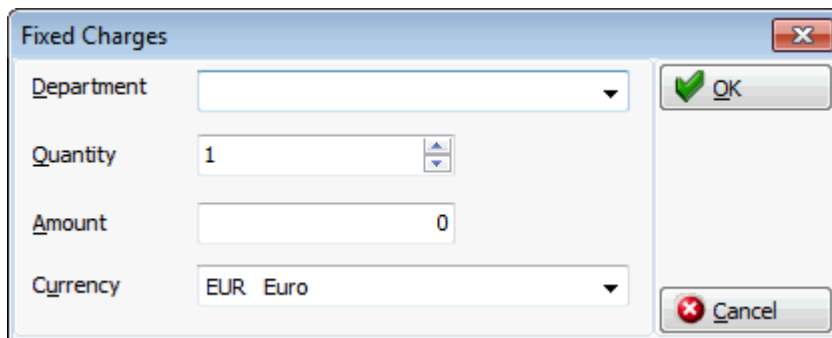 Fixed Charges
Department
OK
Quantity
1
Amount
0
Currency
EUR Euro
Cancel